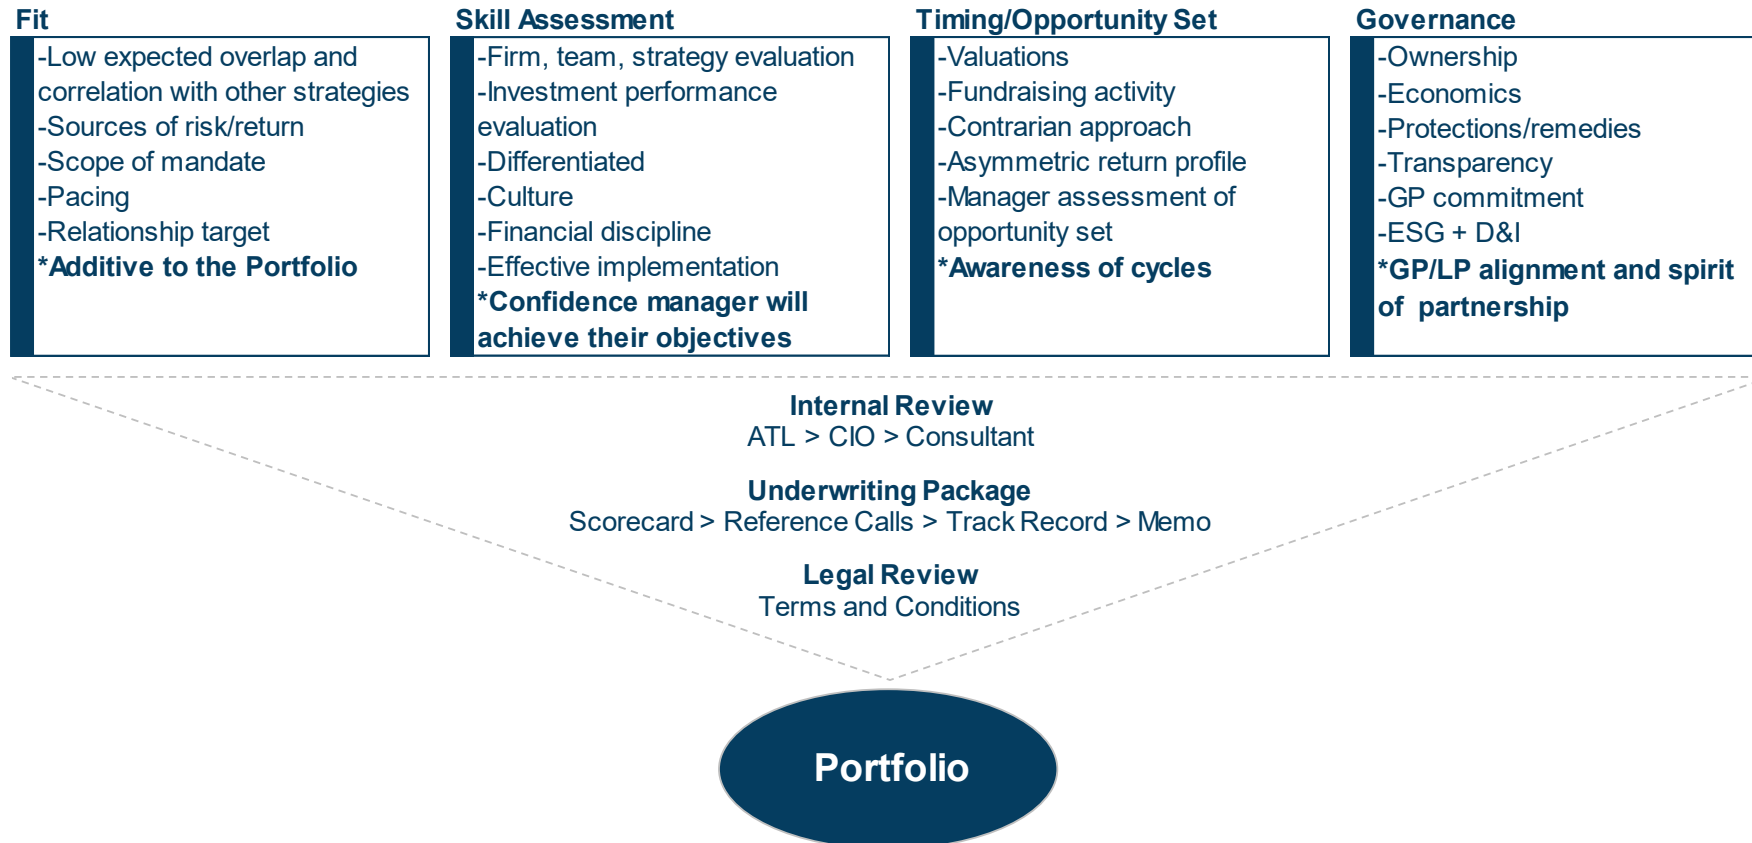 Fit
-Low expected overlap and
correlation with other strategies
-Sources of risk/return
-Scope of mandate
-Pacing
-Relationship target
*Additive to the Portfolio
Skill Assessment
-Firm, team, strategy evaluation
-Investment performance
evaluation
-Differentiated
-Culture
-Financial discipline
-Effective implementation
*Confidence manager will
achieve their objectives
Timing/Opportunity Set
-Valuations
-Fundraising activity
-Contrarian approach
-Asymmetric return profile
-Manager assessment of
opportunity set
*Awareness of cycles
Governance
-Ownership
-Economics
-Protections/remedies
-Transparency
-GP commitment
-ESG + D&I
*GP/LP alignment and spirit
of partnership
Internal Review
ATL > CIO > Consultant
Underwriting Package
Scorecard > Reference Calls > Track Record > Memo
Legal Review
Terms and Conditions
Portfolio